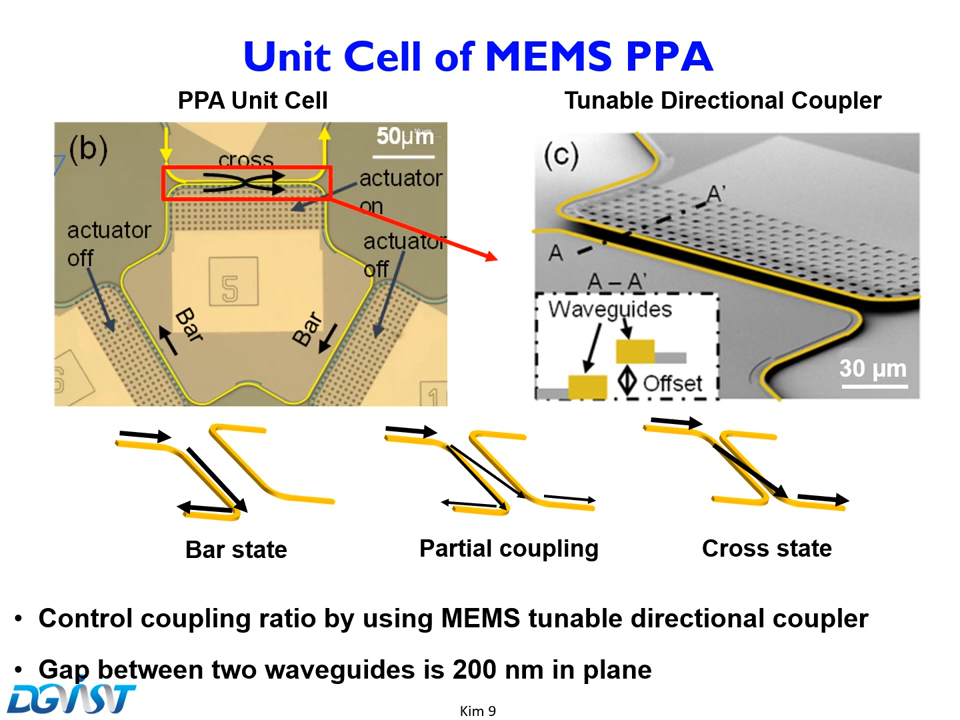 Unit Cell of MEMS PPA
PPA Unit Cell
Tunable Directional Coupler
(b)
50μm
cross
actuator
on
actuator
off
actuator
off
5
Bar
Bar
6
1
(c)
A'
A
A – A'
Waveguides
Offset
30 μm
Bar state
Partial coupling
Cross state
• Control coupling ratio by using MEMS tunable directional coupler
• Gap between two waveguides is 200 nm in plane
DGIST
Kim 9